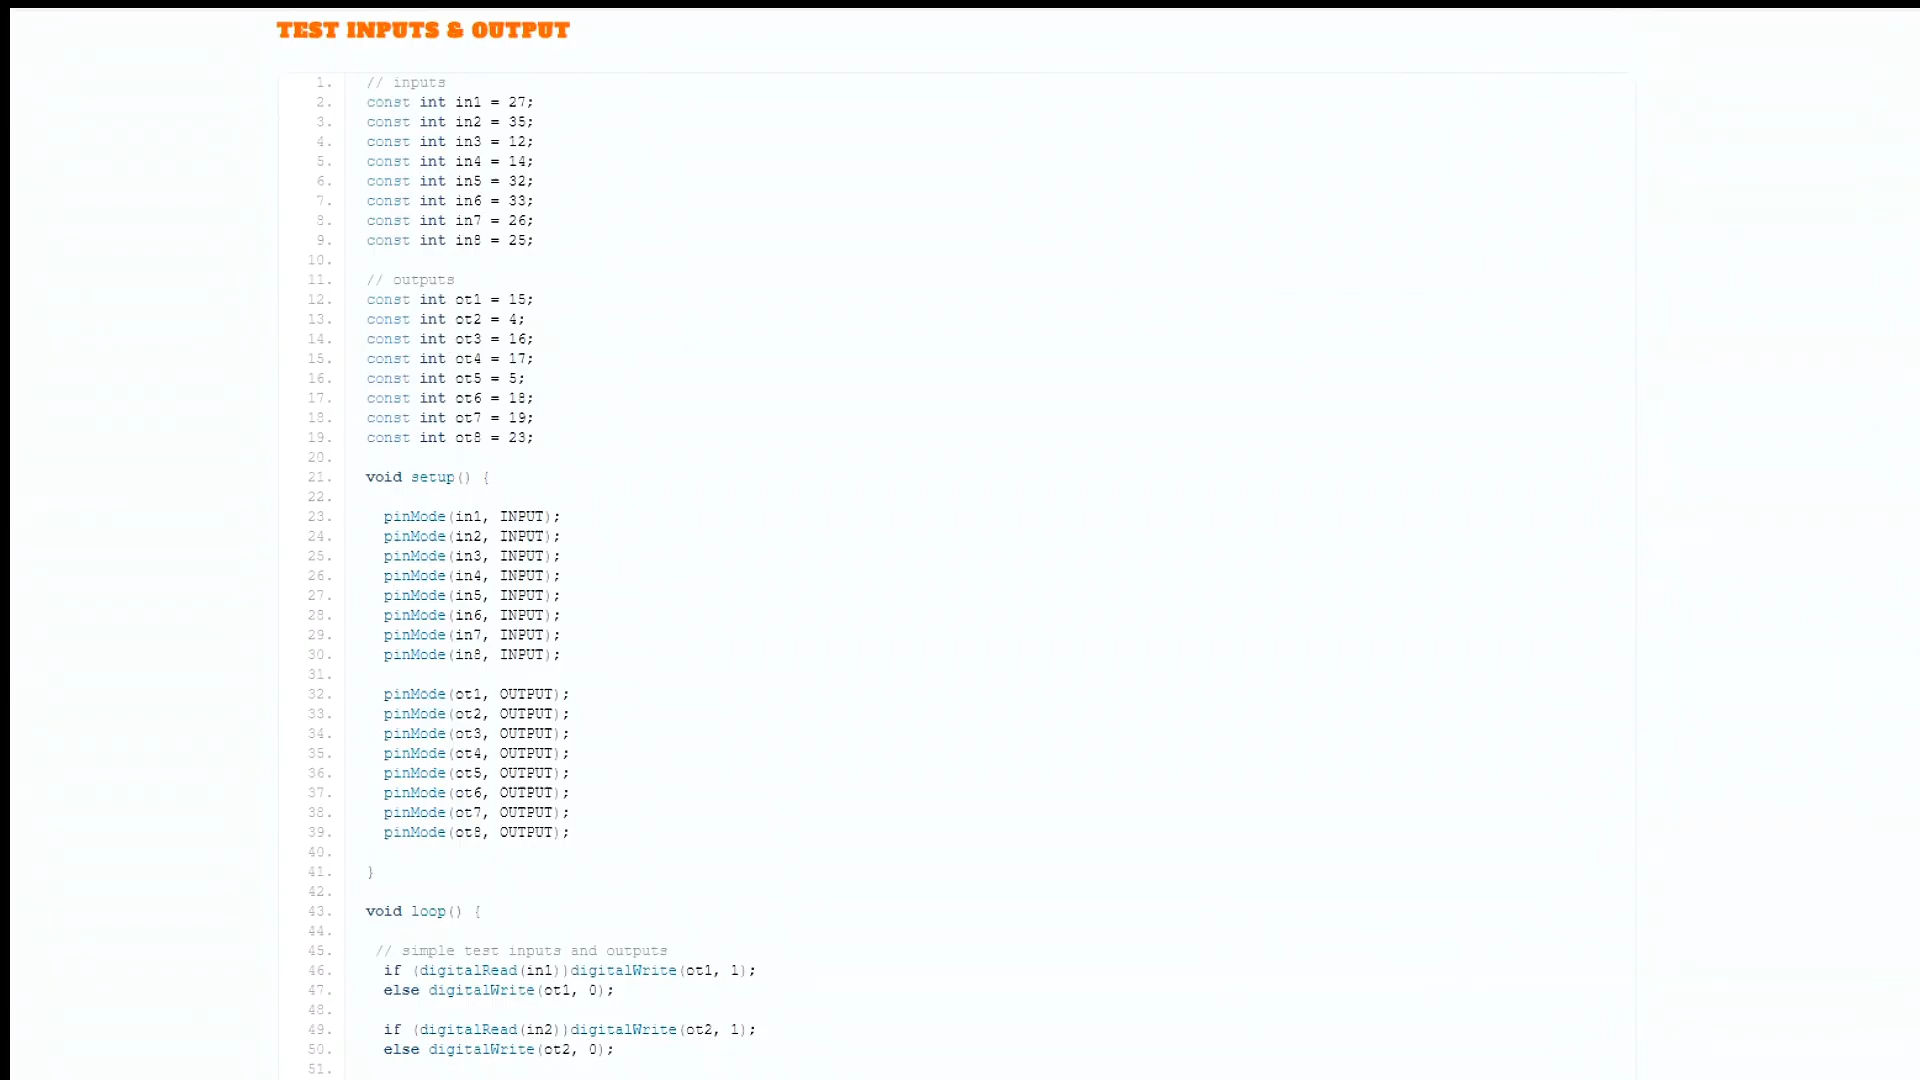 TEST INPUTS & OUTPUT
1. // inputs
2. const int in1 = 27;
3. const int in2 = 35;
4. const int in3 = 12;
5. const int in4 = 14;
6. const int in5 = 32;
7. const int in6 = 33;
8. const int in7 = 26;
9. const int in8 = 25;
10.
11. // outputs
12. const int ot1 = 15;
13. const int ot2 = 4;
14. const int ot3 = 16;
15. const int ot4 = 17;
16. const int ot5 = 5;
17. const int ot6 = 18;
18. const int ot7 = 19;
19. const int ot8 = 23;
20.
21. void setup() {
22.
23. pinMode(in1, INPUT);
24. pinMode(in2, INPUT);
25. pinMode(in3, INPUT);
26. pinMode(in4, INPUT);
27. pinMode(in5, INPUT);
28. pinMode(in6, INPUT);
29. pinMode(in7, INPUT);
30. pinMode(in8, INPUT);
31.
32. pinMode(ot1, OUTPUT);
33. pinMode(ot2, OUTPUT);
34. pinMode(ot3, OUTPUT);
35. pinMode(ot4, OUTPUT);
36. pinMode(ot5, OUTPUT);
37. pinMode(ot6, OUTPUT);
38. pinMode(ot7, OUTPUT);
39. pinMode(ot8, OUTPUT);
40.
41. }
42.
43. void loop() {
44.
45. // simple test inputs and outputs
46. if (digitalRead(in1))digitalWrite(ot1, 1);
47. else digitalWrite(ot1, 0);
48.
49. if (digitalRead(in2))digitalWrite(ot2, 1);
50. else digitalWrite(ot2, 0);
51.